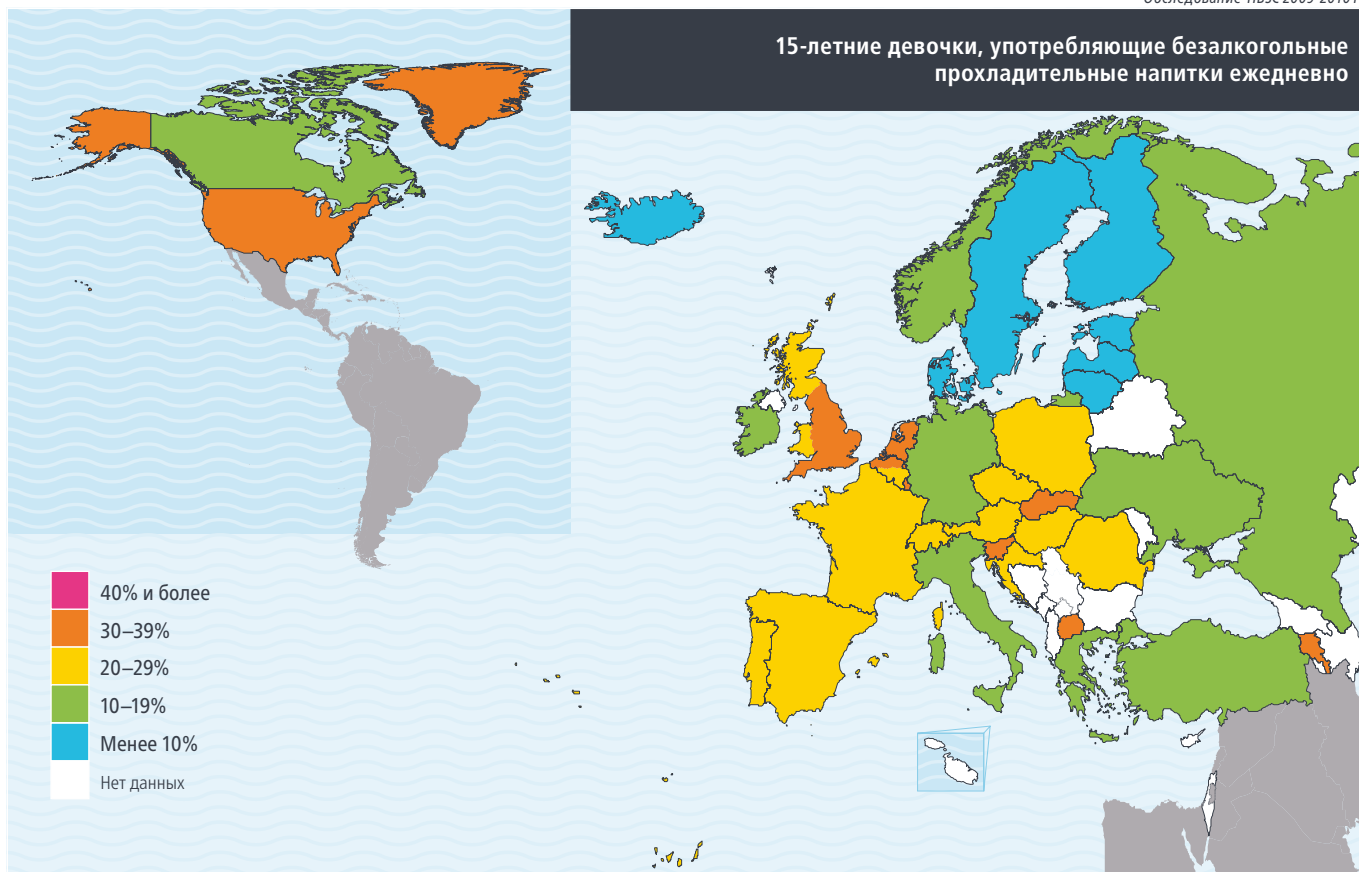 15-летние девочки, употребляющие безалкогольные
прохладительные напитки ежедневно
40% и более
30–39%
20–29%
10–19%
Менее 10%
Нет данных